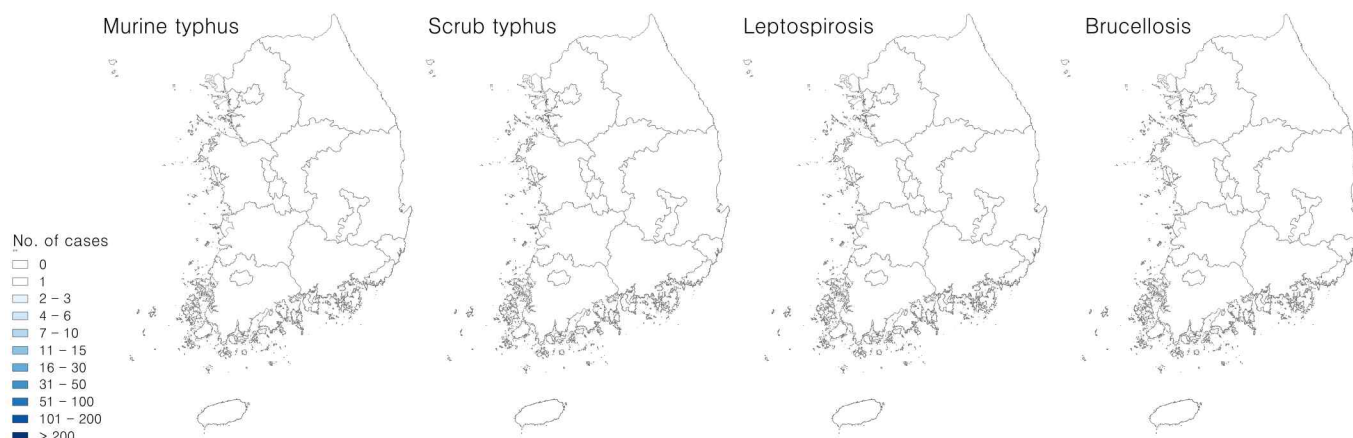 Murine typhus
Scrub typhus
Leptospirosis
Brucellosis
No. of cases
0
1
2 - 3
4 - 6
7 - 10
11 - 15
16 - 30
31 - 50
51 - 100
101 - 200
> 200